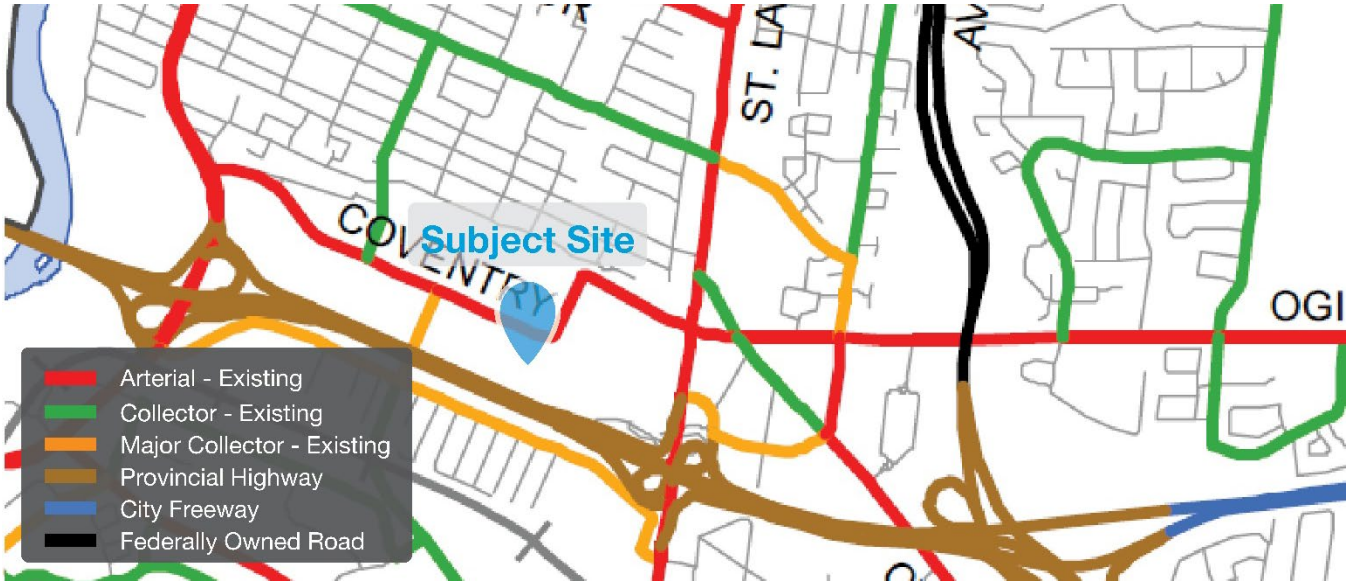 ST. LA
AV
COVENTRY
Subject Site
OGI
Arterial - Existing
Collector - Existing
Major Collector - Existing
Provincial Highway
City Freeway
Federally Owned Road